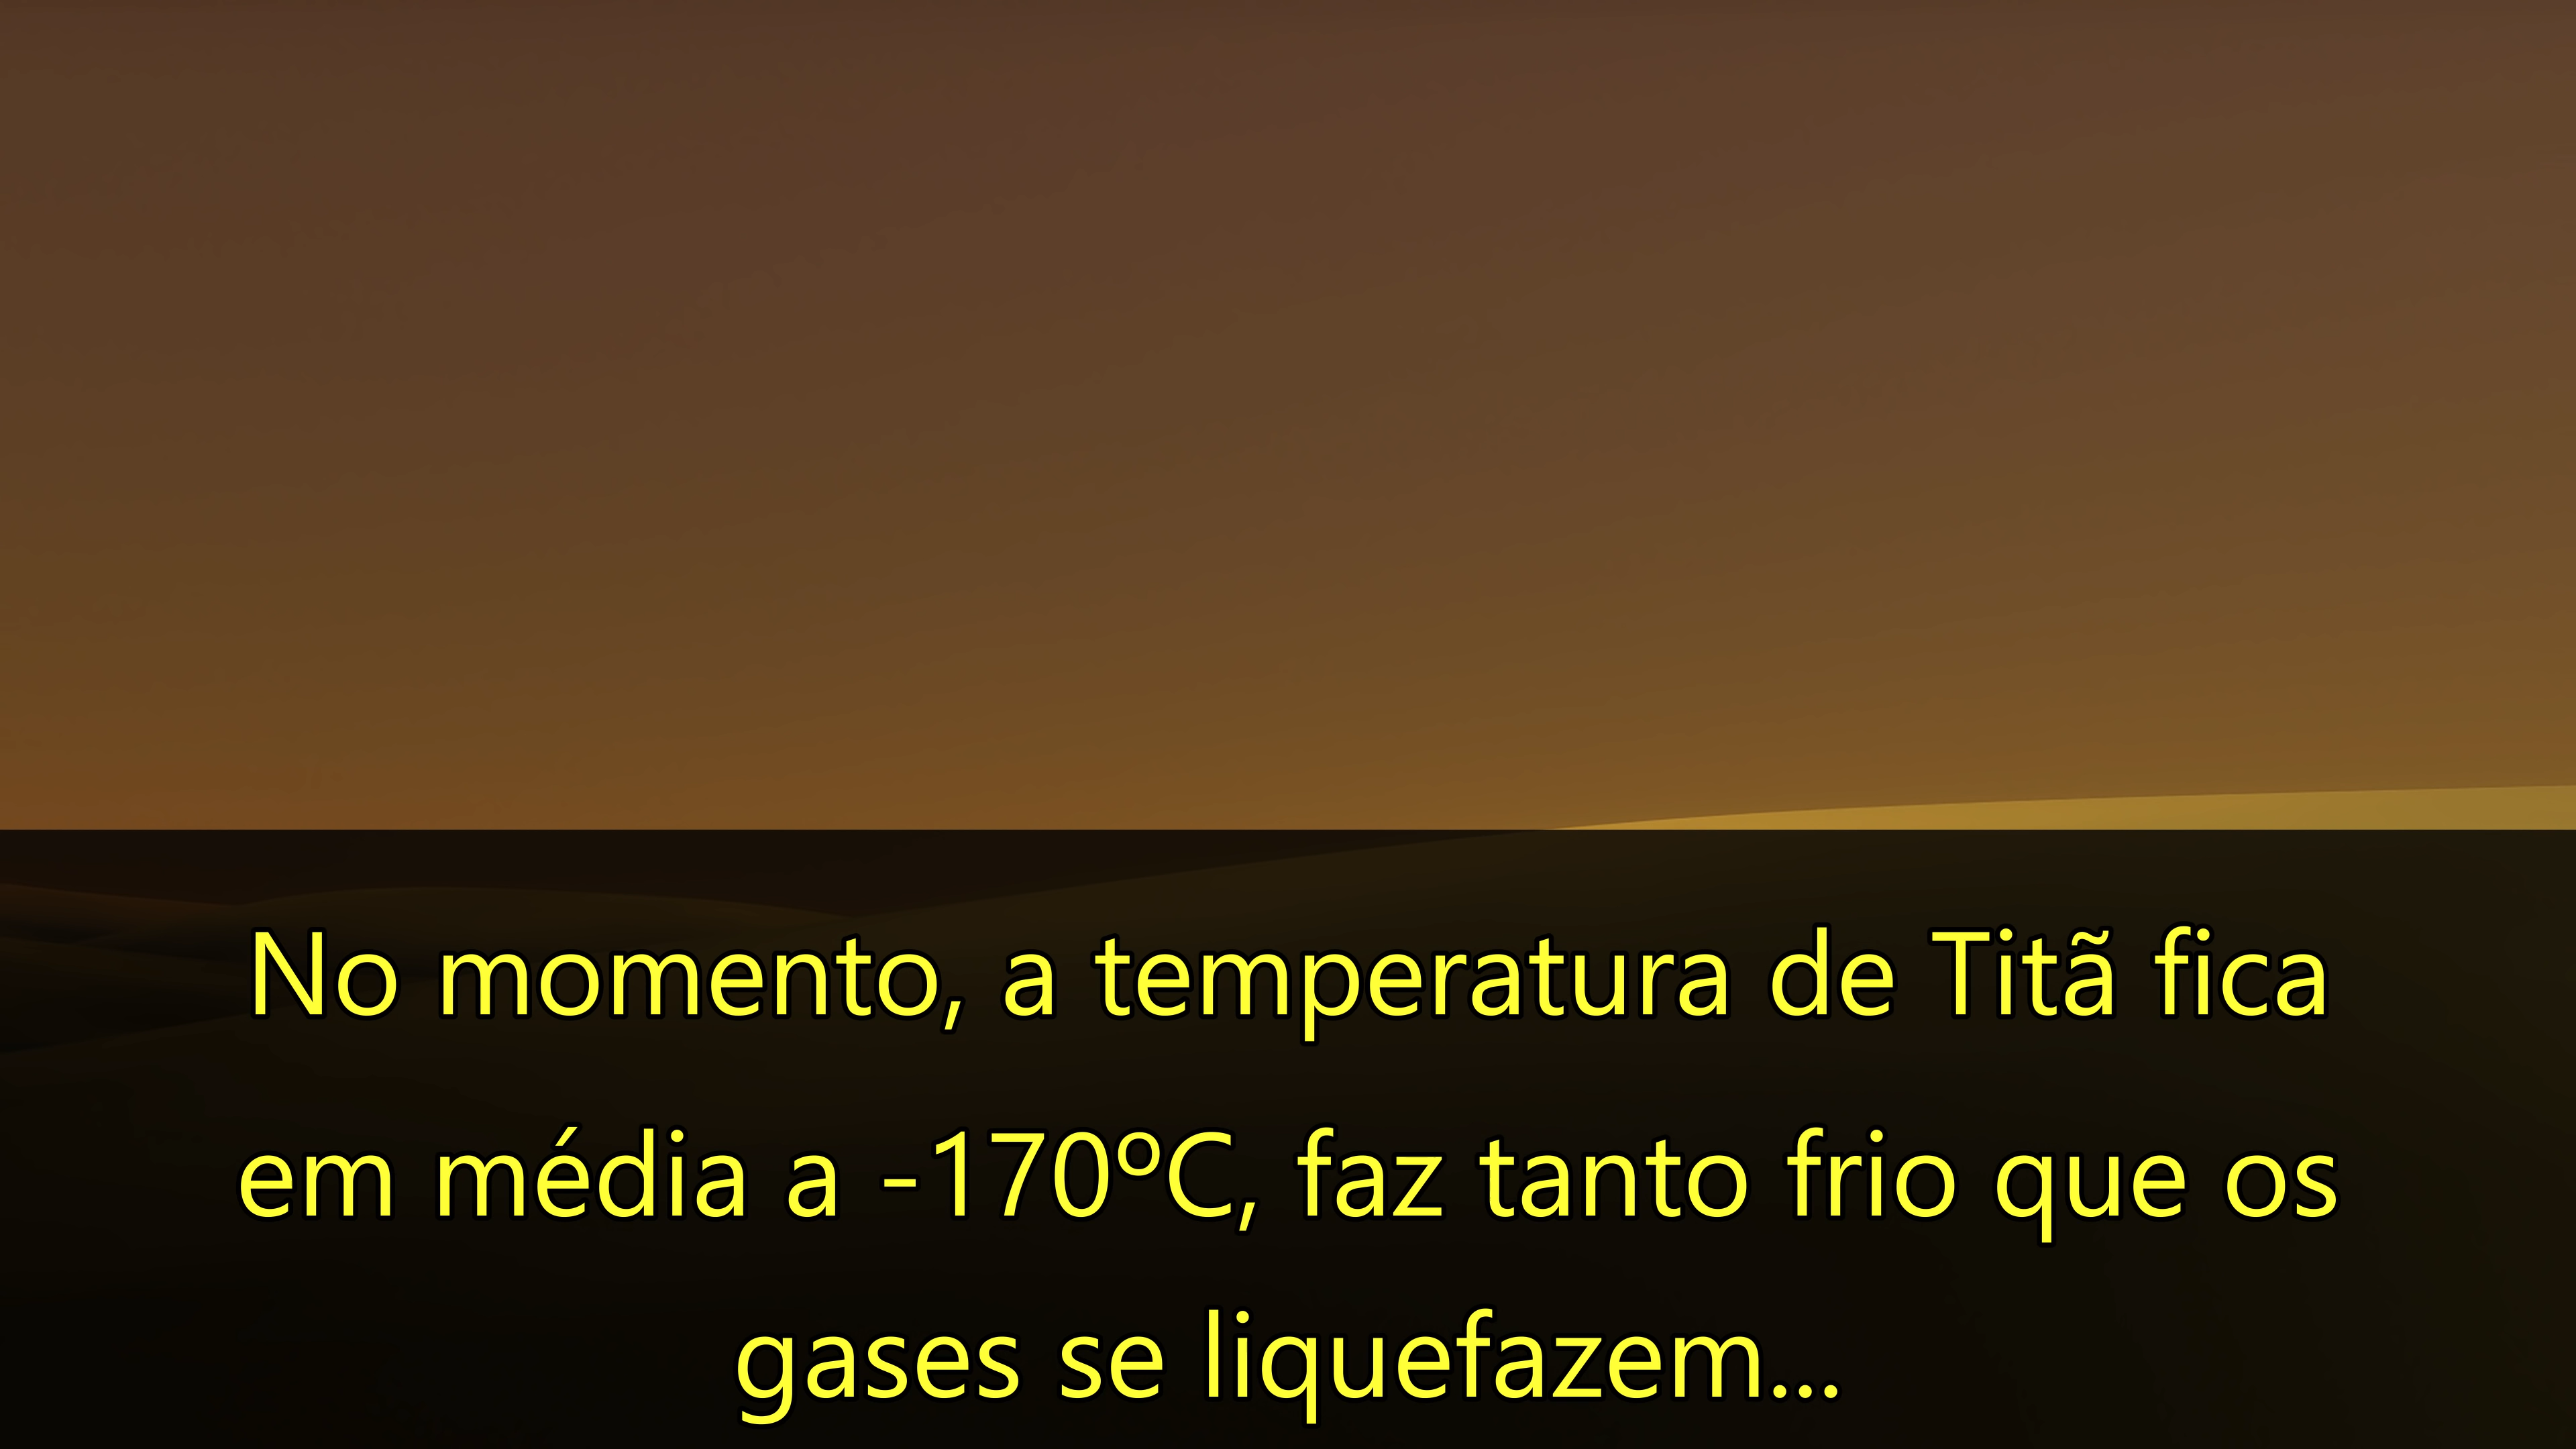 No momento, a temperatura de Titã fica
em média a -170ºC, faz tanto frio que os
gases se liquefazem...